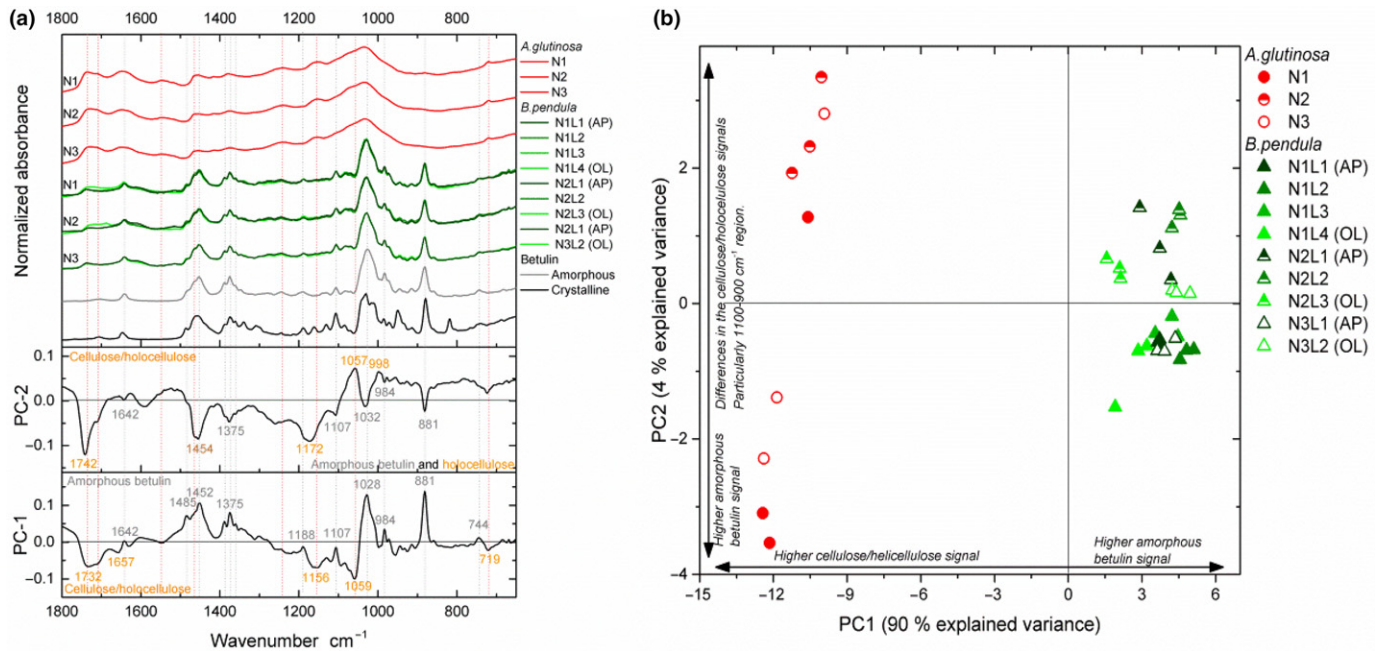 (a)
1800 1600 1400 1200 1000 800
Normalized absorbance
N1
N2
N3
N1
N2
N3
A.glutinosa
N1
N2
N3
B.pendula
N1L1 (AP)
N1L2
N1L3
N1L4 (OL)
N2L1 (AP)
N2L2
N2L3 (OL)
N2L1 (AP)
N3L2 (OL)
Betulin
Amorphous
Crystalline
PC-2
0.1
0.0
−0.1
Cellulose/holocellulose
1057
998
984
1642
1375
1107
1032
881
1742
1454
1172
Amorphous betulin and holocellulose
PC-1
0.1
0.0
−0.1
Amorphous betulin
1452
1485
1375
1028
881
1642
1188
1107
984
744
1732
1657
1156
1059
719
Cellulose/holocellulose
1800 1600 1400 1200 1000 800
Wavenumber cm−1
(b)
PC2 (4 % explained variance)
2
0
−2
−4
Differences in the cellulose/holocellulose signals
Particularly 1100-900 cm-1 region.
Higher amorphous
betulin signal
Higher cellulose/helicellulose signal
Higher amorphous
betulin signal
−15 −12 −9 −6 −3 0 3 6
PC1 (90 % explained variance)
A.glutinosa
N1
N2
N3
B.pendula
N1L1 (AP)
N1L2
N1L3
N1L4 (OL)
N2L1 (AP)
N2L2
N2L3 (OL)
N3L1 (AP)
N3L2 (OL)